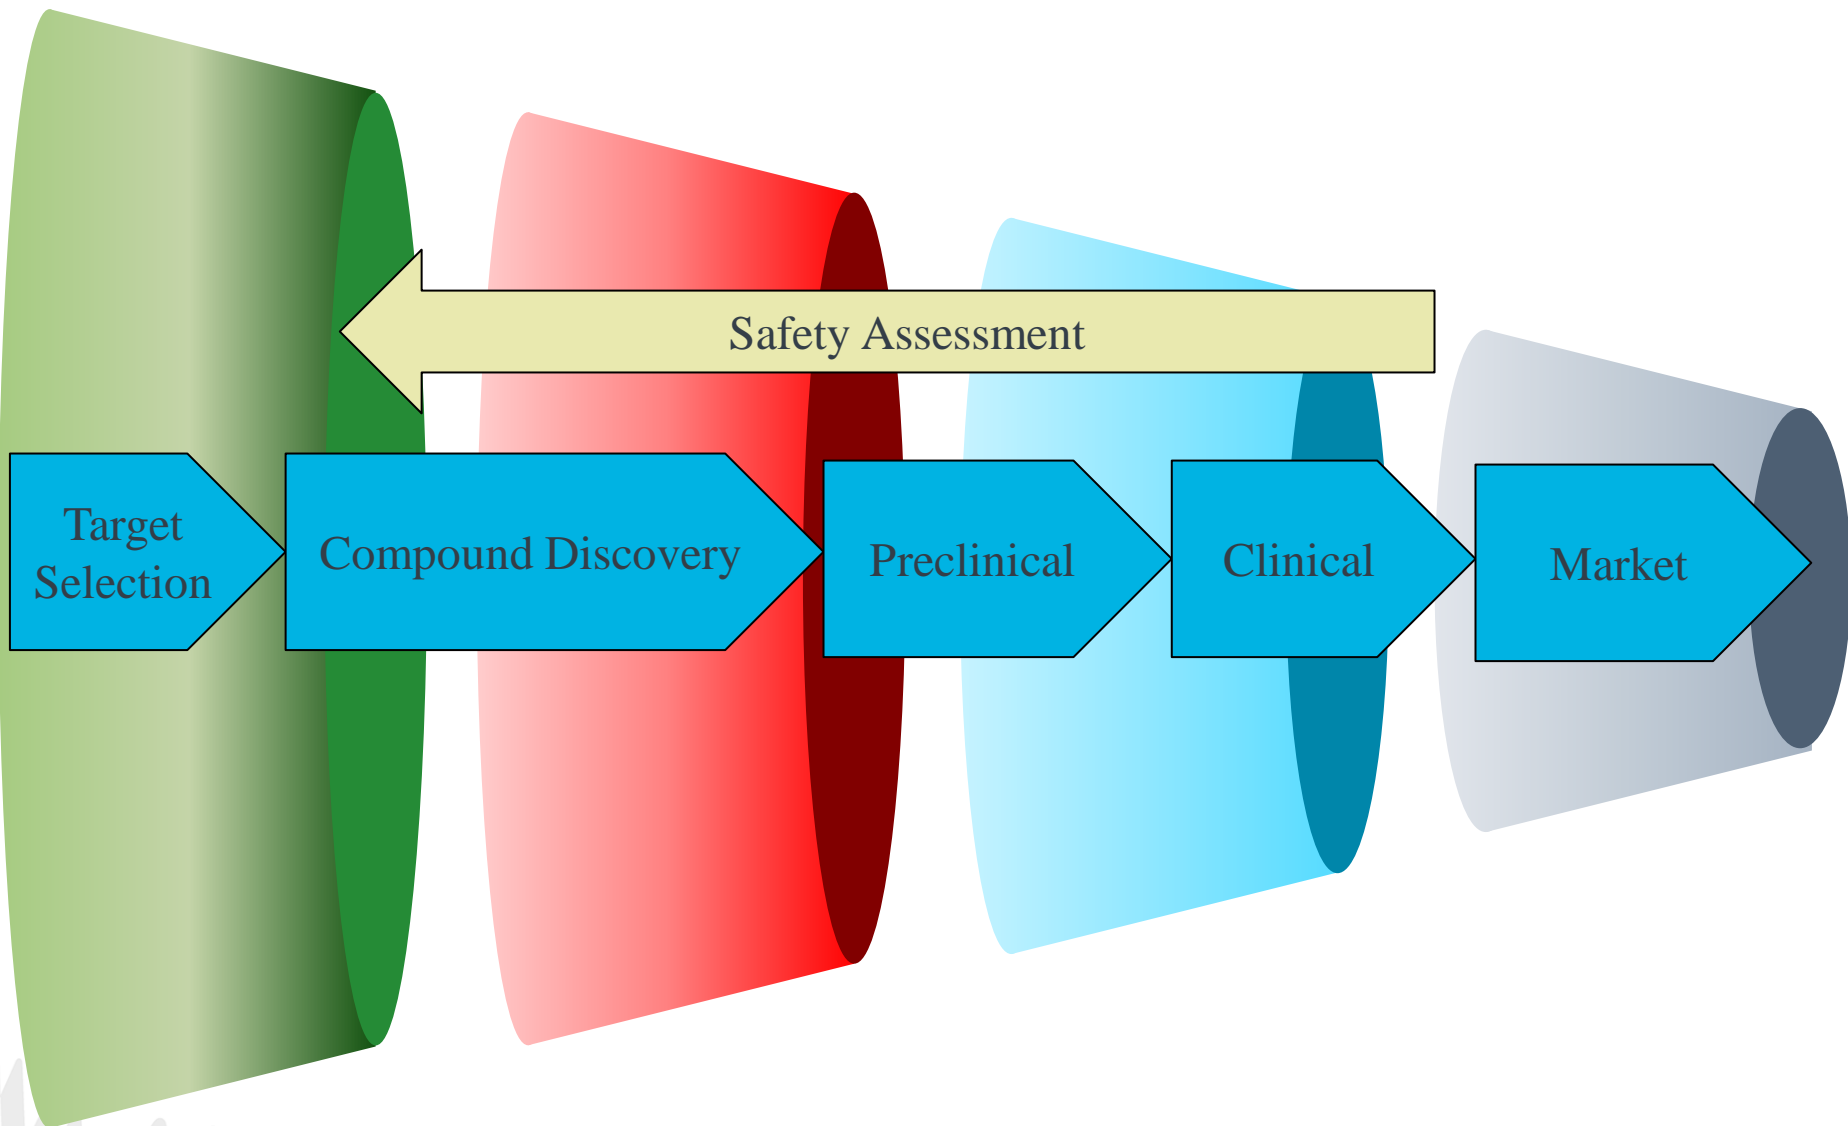 Safety Assessment
Target
Selection
Compound Discovery
Preclinical
Clinical
Market